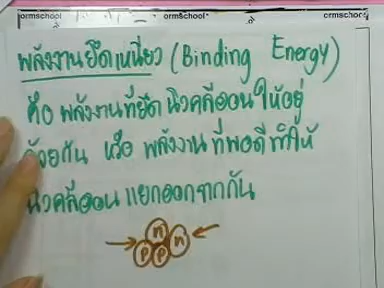 ormschool ormschool cmschoc
พลังงานยึดเหนี่ยว (Binding Energy)
คือ พลังงานที่ยึด นิวคลีออน ให้อยู่
ด้วยกัน หรือ พลังงาน ที่พอดี ทำให้
นิวคลีออน แยกออกจากกัน
n
P P n